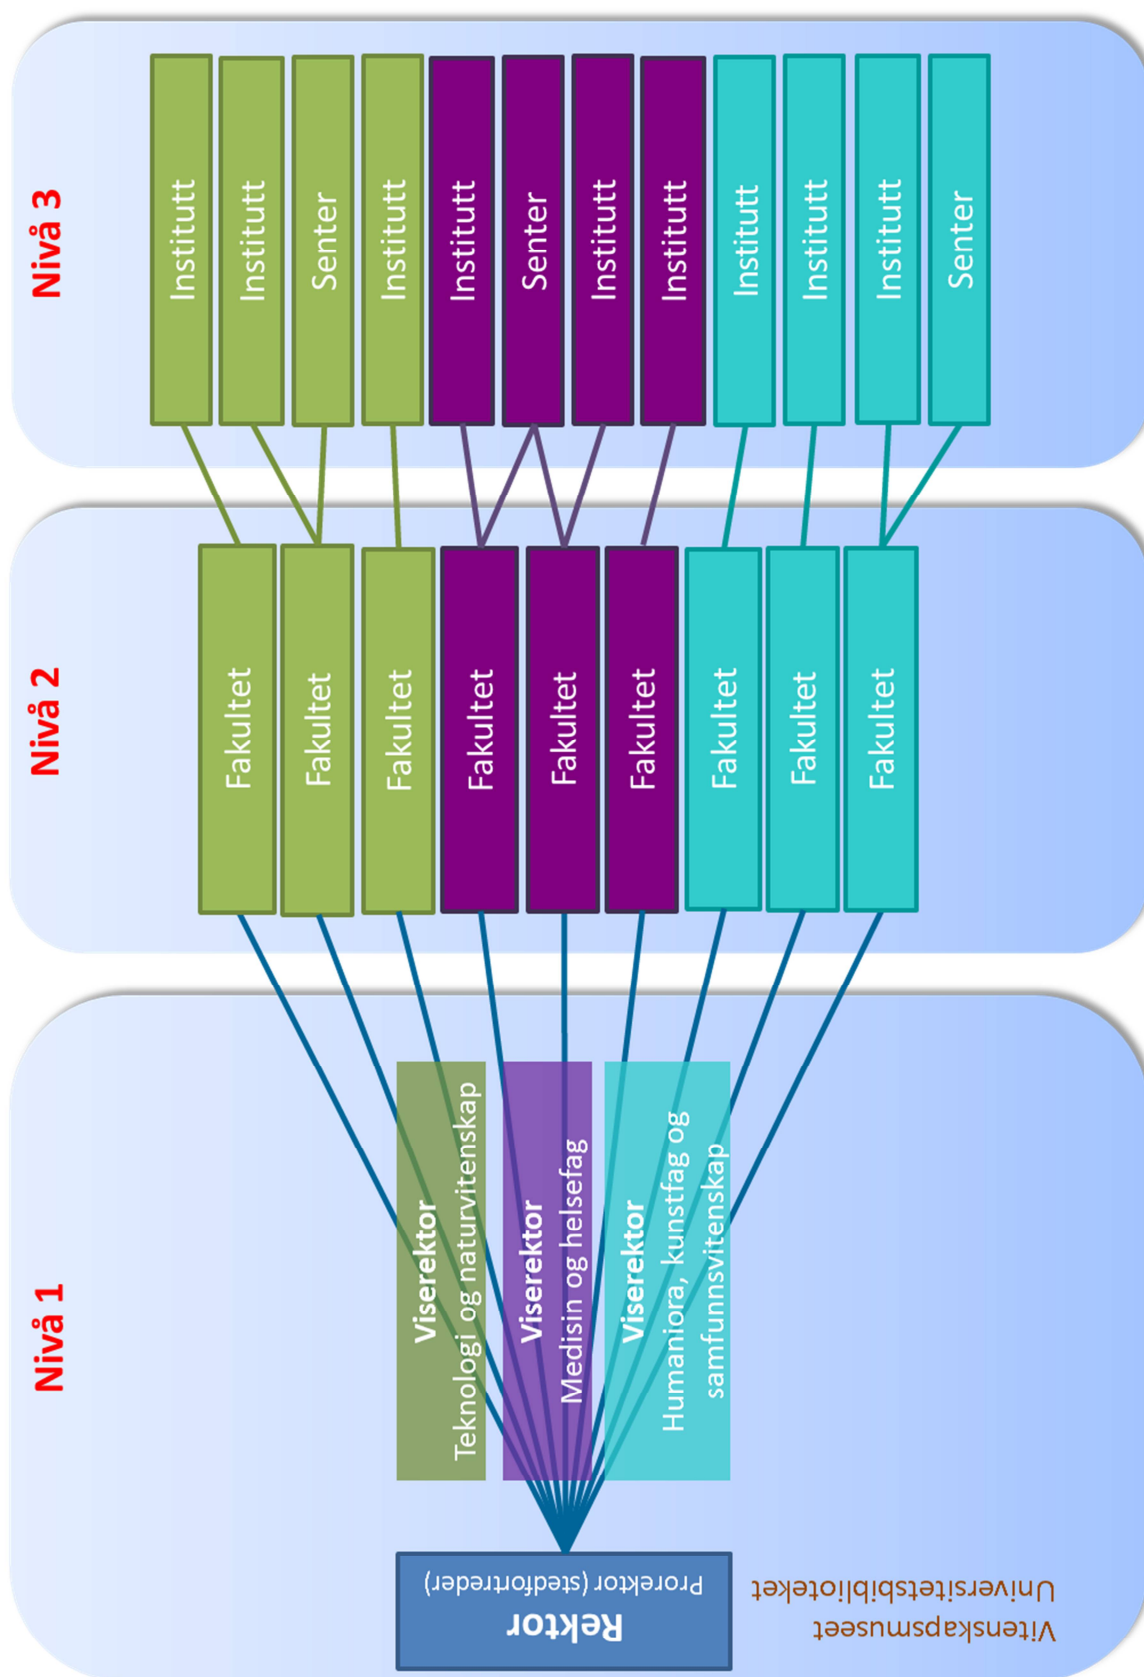 Nivå 1
Rektor
Prorektor (stedfortreder)
Viserektor
Teknologi og naturvitenskap
Viserektor
Medisin og helsefag
Viserektor
Humaniora, kunstfag og
samfunnsvitenskap
Vitenskapsmuseet
Universitetsbiblioteket
Nivå 2
Fakultet
Fakultet
Fakultet
Fakultet
Fakultet
Fakultet
Fakultet
Fakultet
Fakultet
Nivå 3
Institutt
Institutt
Senter
Institutt
Institutt
Senter
Institutt
Institutt
Institutt
Institutt
Institutt
Senter